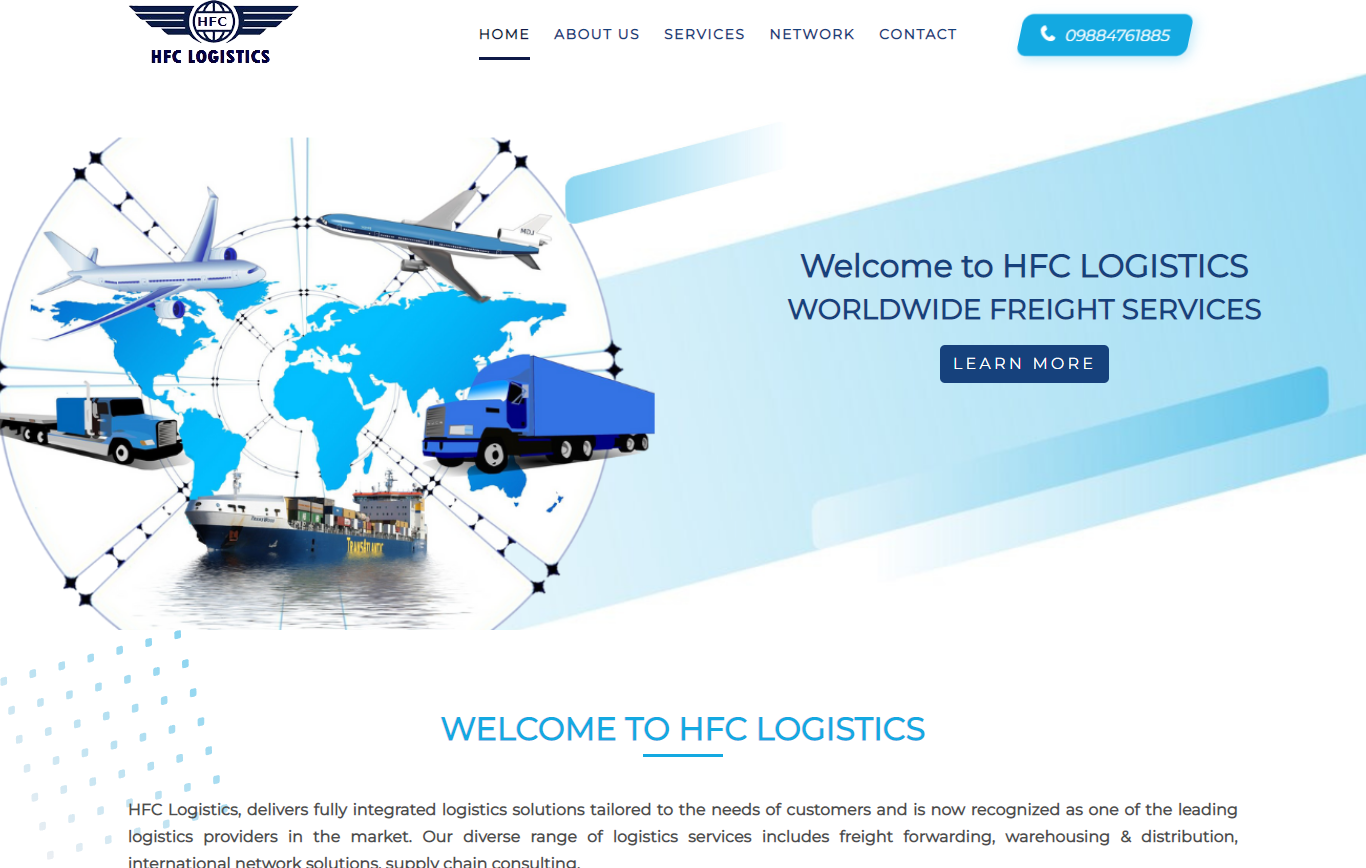 HFC
HFC LOGISTICS
HOME ABOUT US SERVICES NETWORK CONTACT
09884761885
MIDJ
Welcome to HFC LOGISTICS
WORLDWIDE FREIGHT SERVICES
LEARN MORE
TRANSATLANTIC
WELCOME TO HFC LOGISTICS
HFC Logistics, delivers fully integrated logistics solutions tailored to the needs of customers and is now recognized as one of the leading
logistics providers in the market. Our diverse range of logistics services includes freight forwarding, warehousing & distribution,
international network solutions, supply chain consulting.